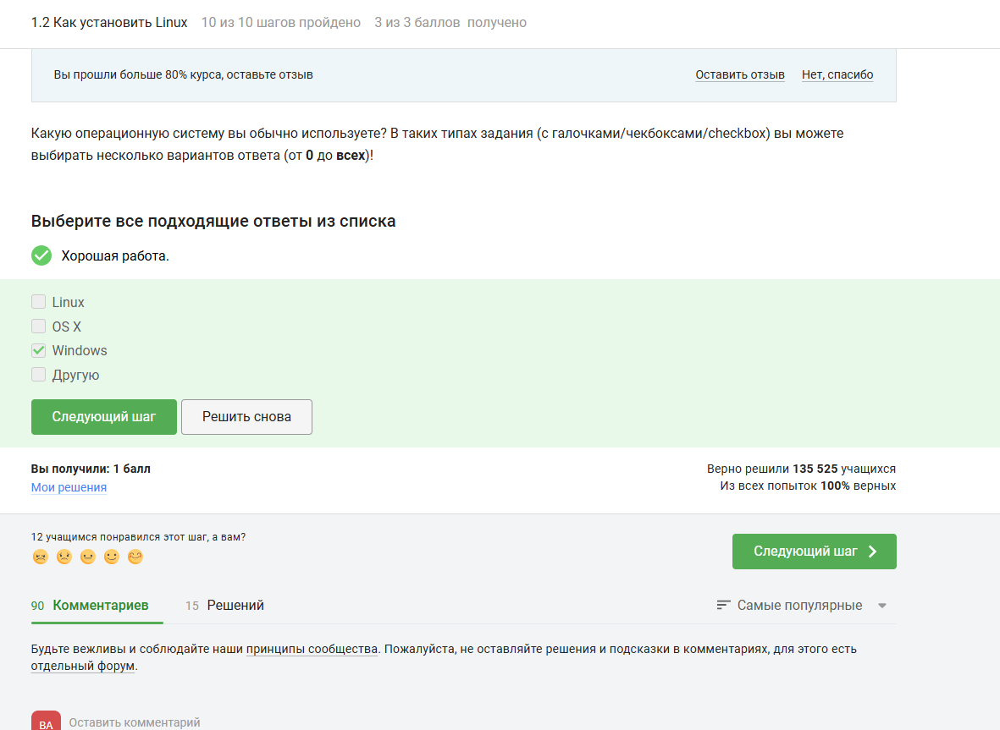 1.2 Как установить Linux 10 из 10 шагов пройдено 3 из 3 баллов получено
Вы прошли больше 80% курса, оставьте отзыв Оставить отзыв Нет, спасибо
Какую операционную систему вы обычно используете? В таких типах задания (с галочками/чекбоксами/checkbox) вы можете
выбирать несколько вариантов ответа (от 0 до всех)!
Выберите все подходящие ответы из списка
Хорошая работа.
Linux
OS X
Windows
Другую
Следующий шаг Решить снова
Вы получили: 1 балл
Мои решения
Верно решили 135 525 учащихся
Из всех попыток 100% верных
12 учащимся понравился этот шаг, а вам?
Следующий шаг
90 Комментариев 15 Решений Самые популярные
Будьте вежливы и соблюдайте наши принципы сообщества. Пожалуйста, не оставляйте решения и подсказки в комментариях, для этого есть
отдельный форум.
BA Оставить комментарий